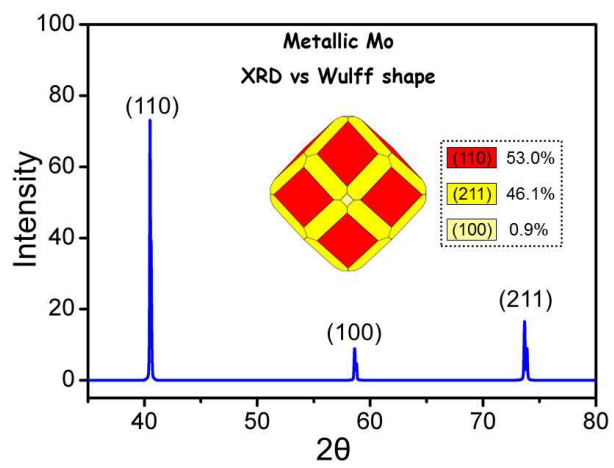 Metallic Mo
XRD vs Wulff shape
100
80
60
40
20
0
Intensity
(110)
(100)
(211)
(110) 53.0%
(211) 46.1%
(100) 0.9%
40 50 60 70 80
2θ